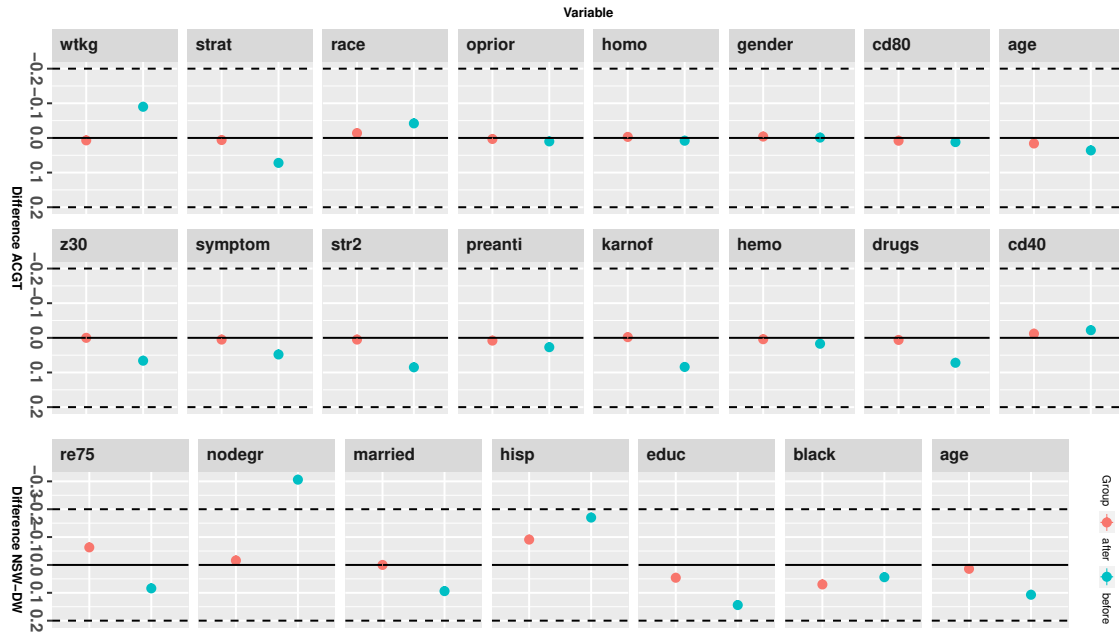 Variable
wtkg strat race oprior homo gender cd80 age
−0.2
−0.1
0.0
0.1
0.2
z30 symptom str2 preanti karnof hemo drugs cd40
−0.2
−0.1
0.0
0.1
0.2
Difference ACGT
re75 nodegr married hisp educ black age
−0.3
−0.2
−0.1
0.0
0.1
0.2
Difference NSW−DW
Group after before